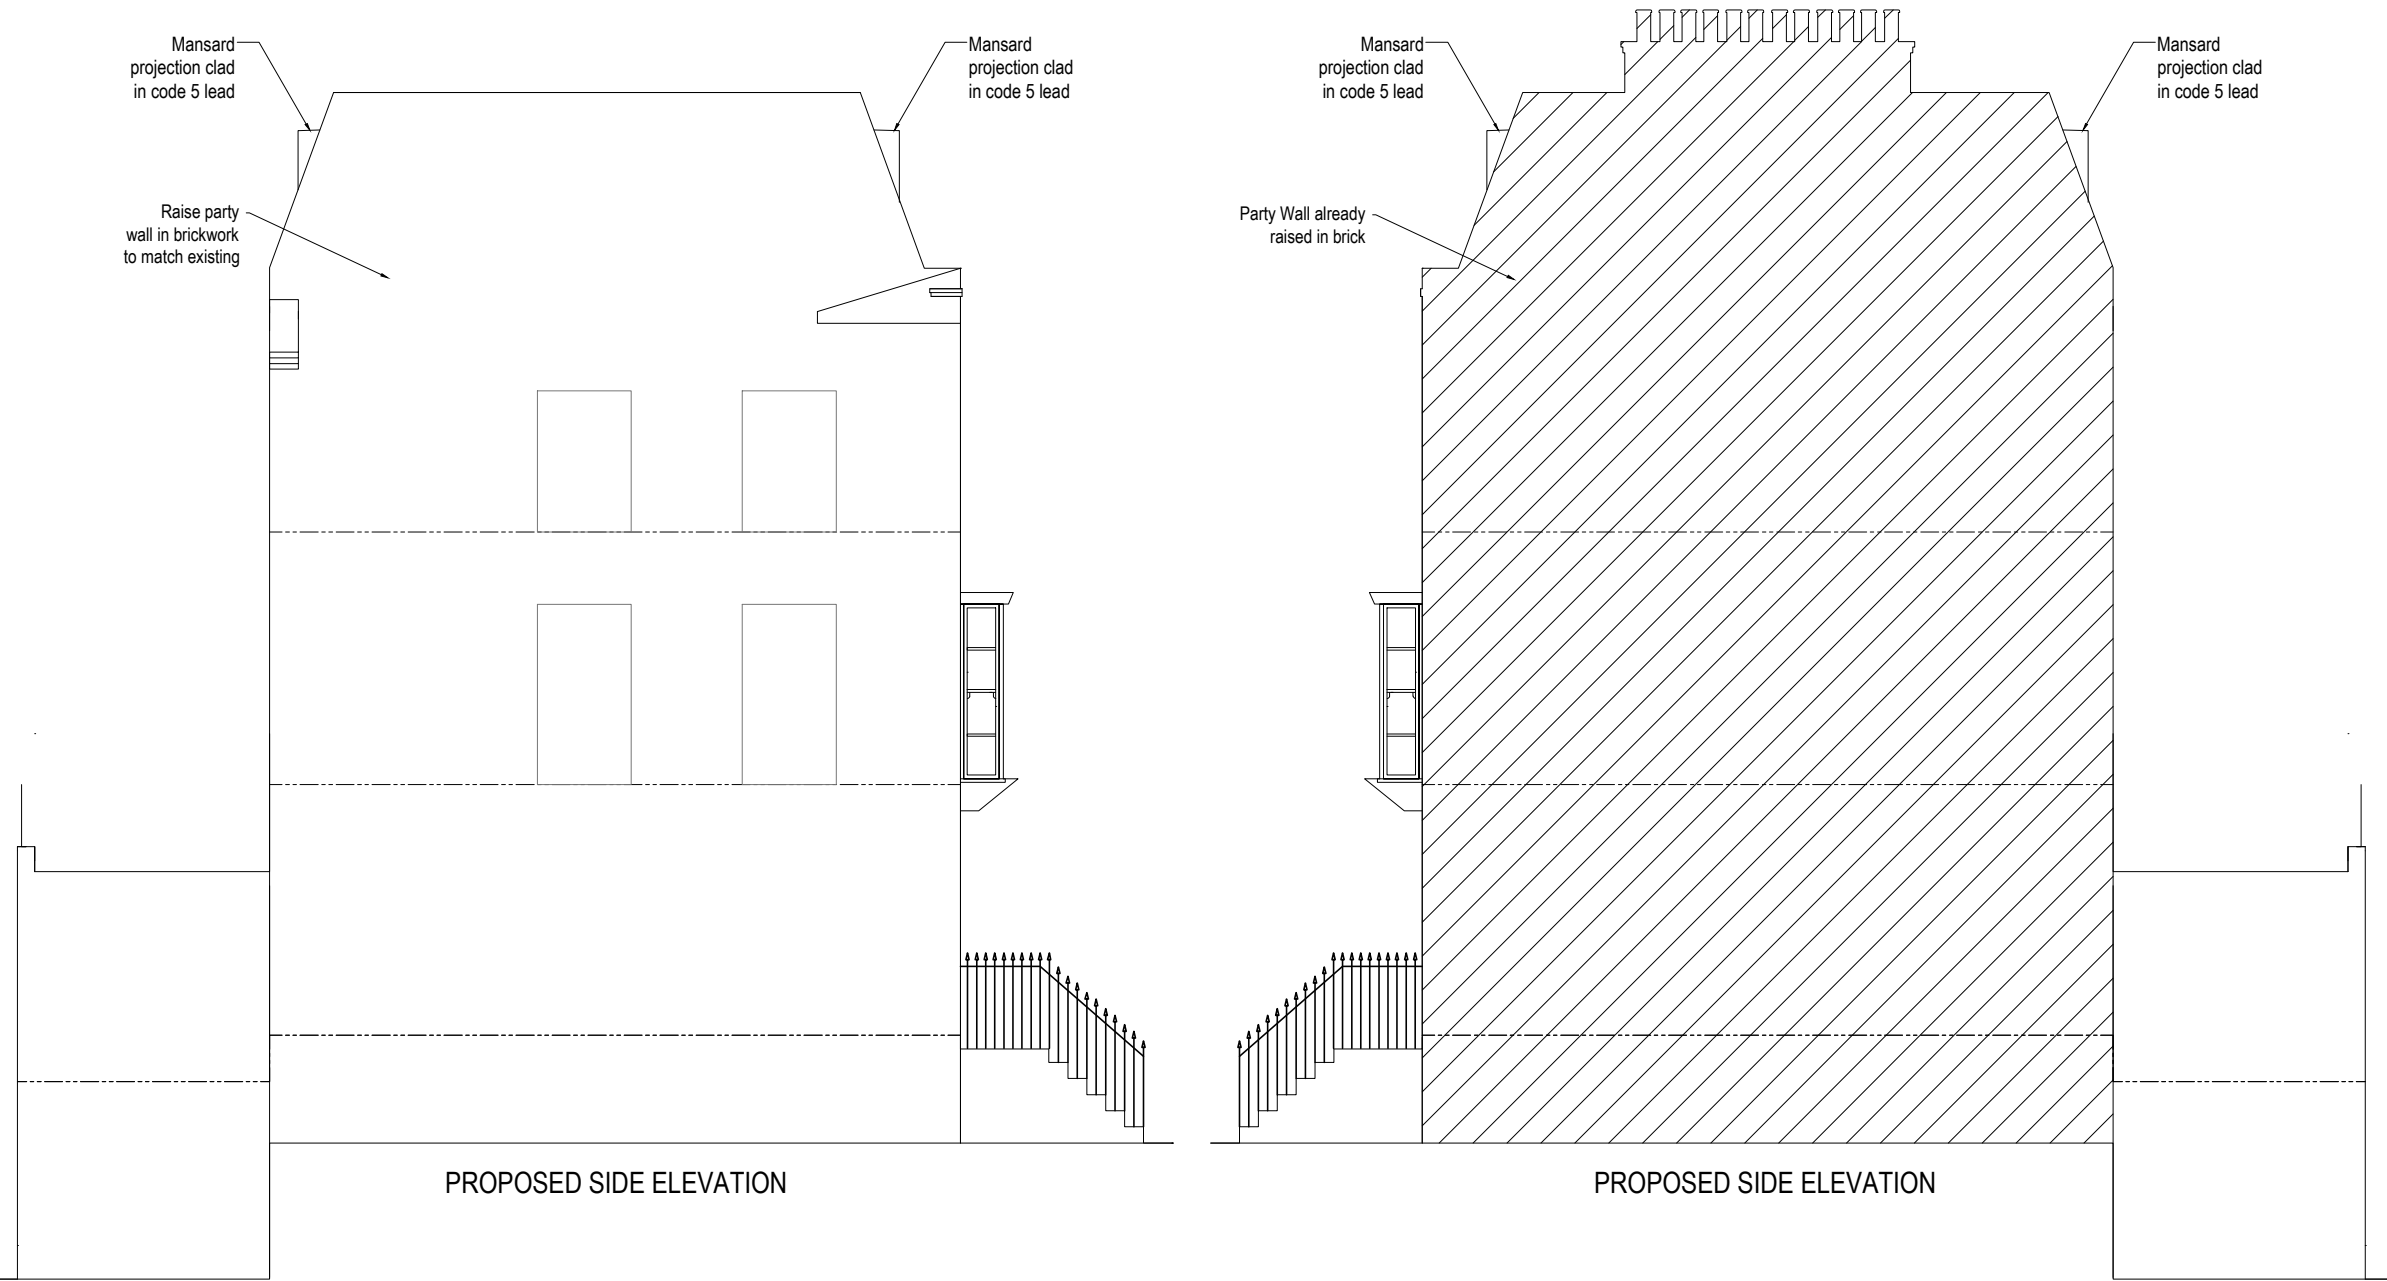 Mansard
projection clad
in code 5 lead
Mansard
projection clad
in code 5 lead
Raise party
wall in brickwork
to match existing
PROPOSED SIDE ELEVATION
Mansard
projection clad
in code 5 lead
Mansard
projection clad
in code 5 lead
Party Wall already
raised in brick
PROPOSED SIDE ELEVATION